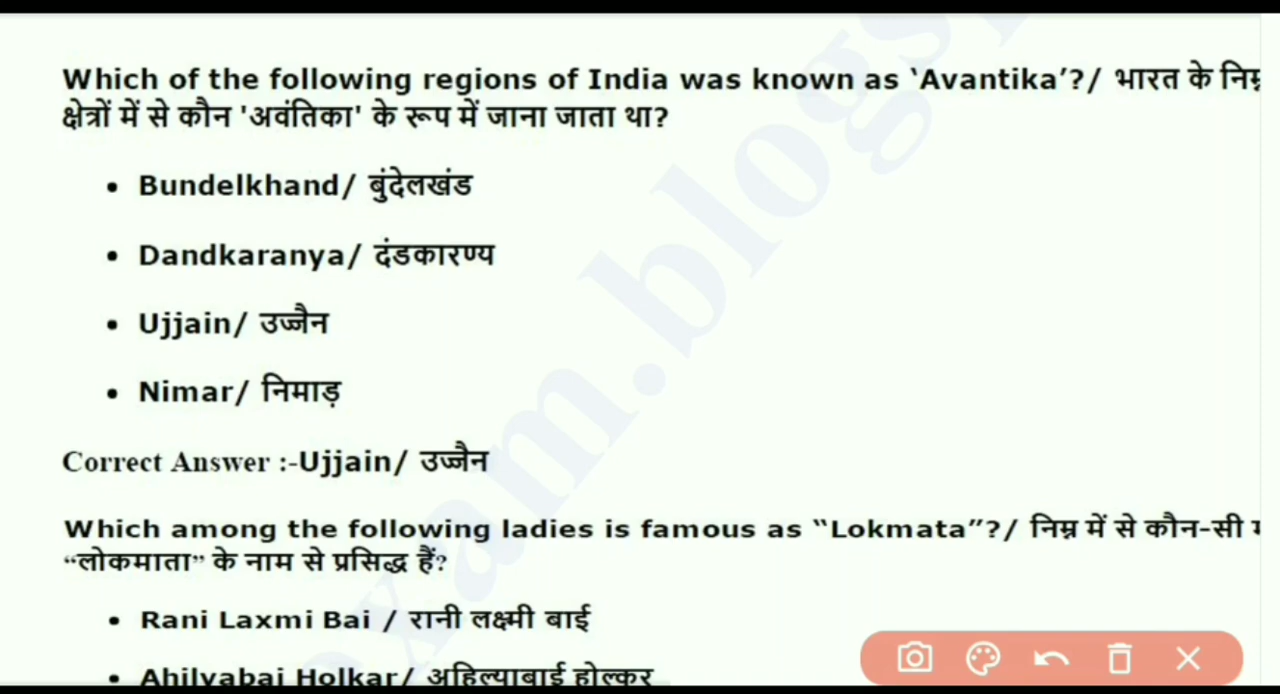 Which of the following regions of India was known as 'Avantika'?/ भारत के निम्न
क्षेत्रों में से कौन 'अवंतिका' के रूप में जाना जाता था?
• Bundelkhand/ बुंदेलखंड
• Dandkaranya/ दंडकारण्य
• Ujjain/ उज्जैन
• Nimar/ निमाड़
Correct Answer :-Ujjain/ उज्जैन
Which among the following ladies is famous as “Lokmata”?/ निम्न में से कौन-सी
“लोकमाता” के नाम से प्रसिद्ध हैं?
• Rani Laxmi Bai / रानी लक्ष्मी बाई
• Ahilyabai Holkar/ अहिल्याबाई होल्कर
xam.blogsp